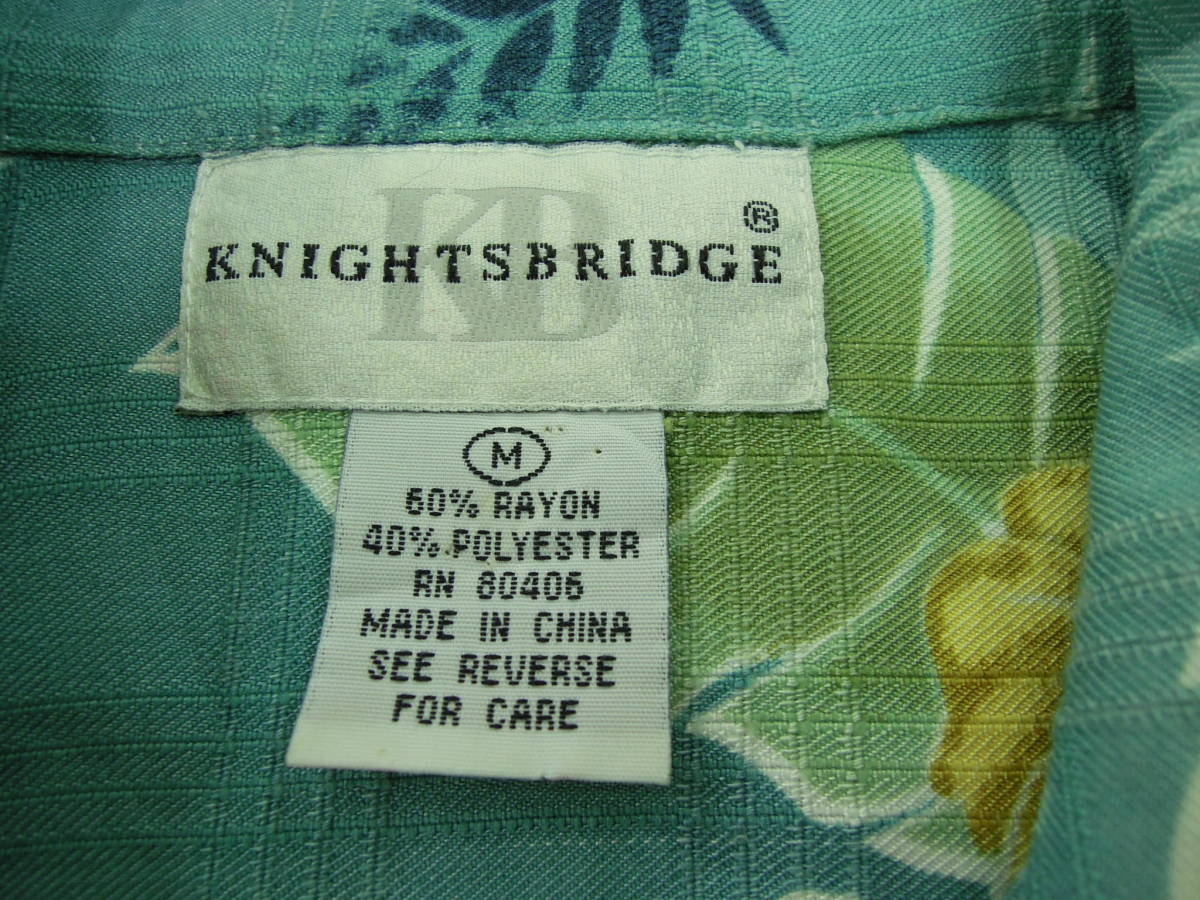 KD
KNIGHTSBRIDGE®
M
60% RAYON
40% POLYESTER
RN 80406
MADE IN CHINA
SEE REVERSE
FOR CARE